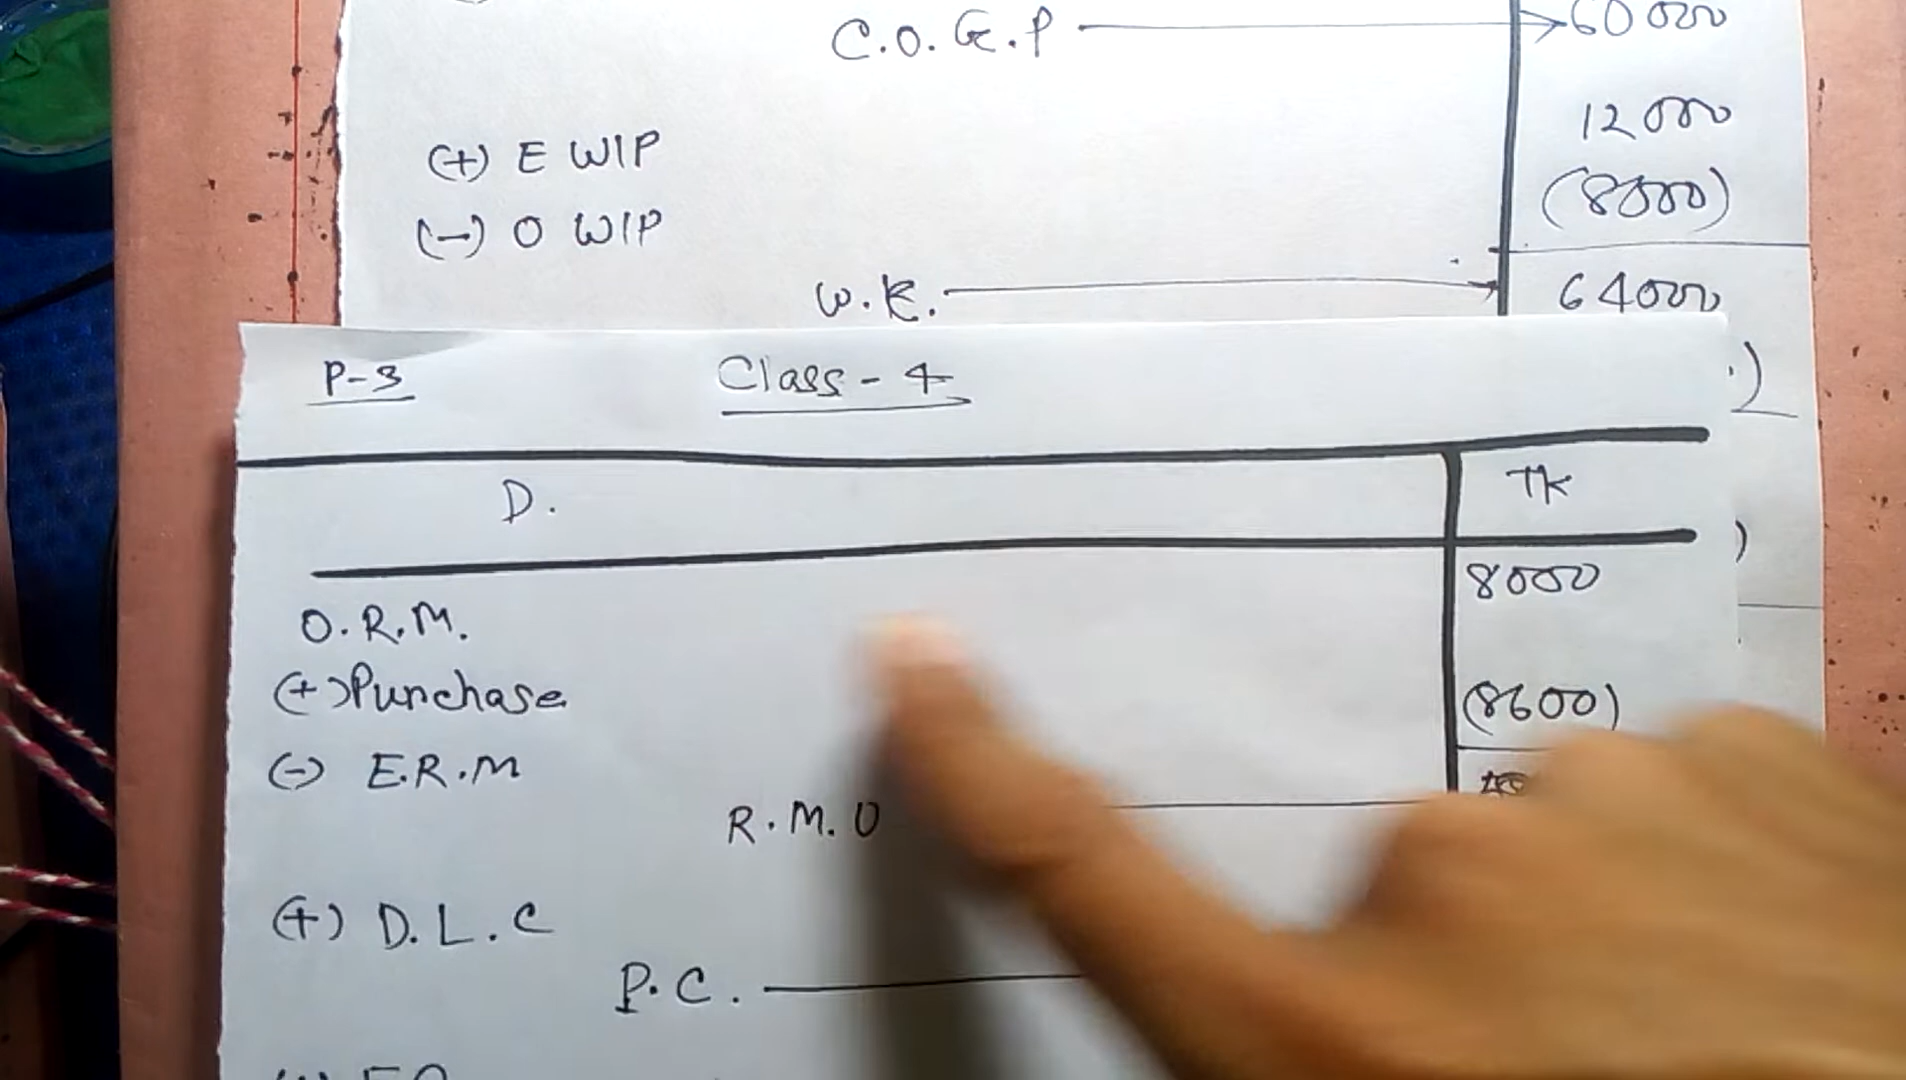 C.O.G.P → 60000
(+) E WIP 12000
(-) O WIP (8000)
W.K. → 64000
P-3 Class-4
D. TK
O.R.M. 8000
(+) Purchase
(-) E.R.M (8600)
R.M.U
(+) D.L.C
P.C.